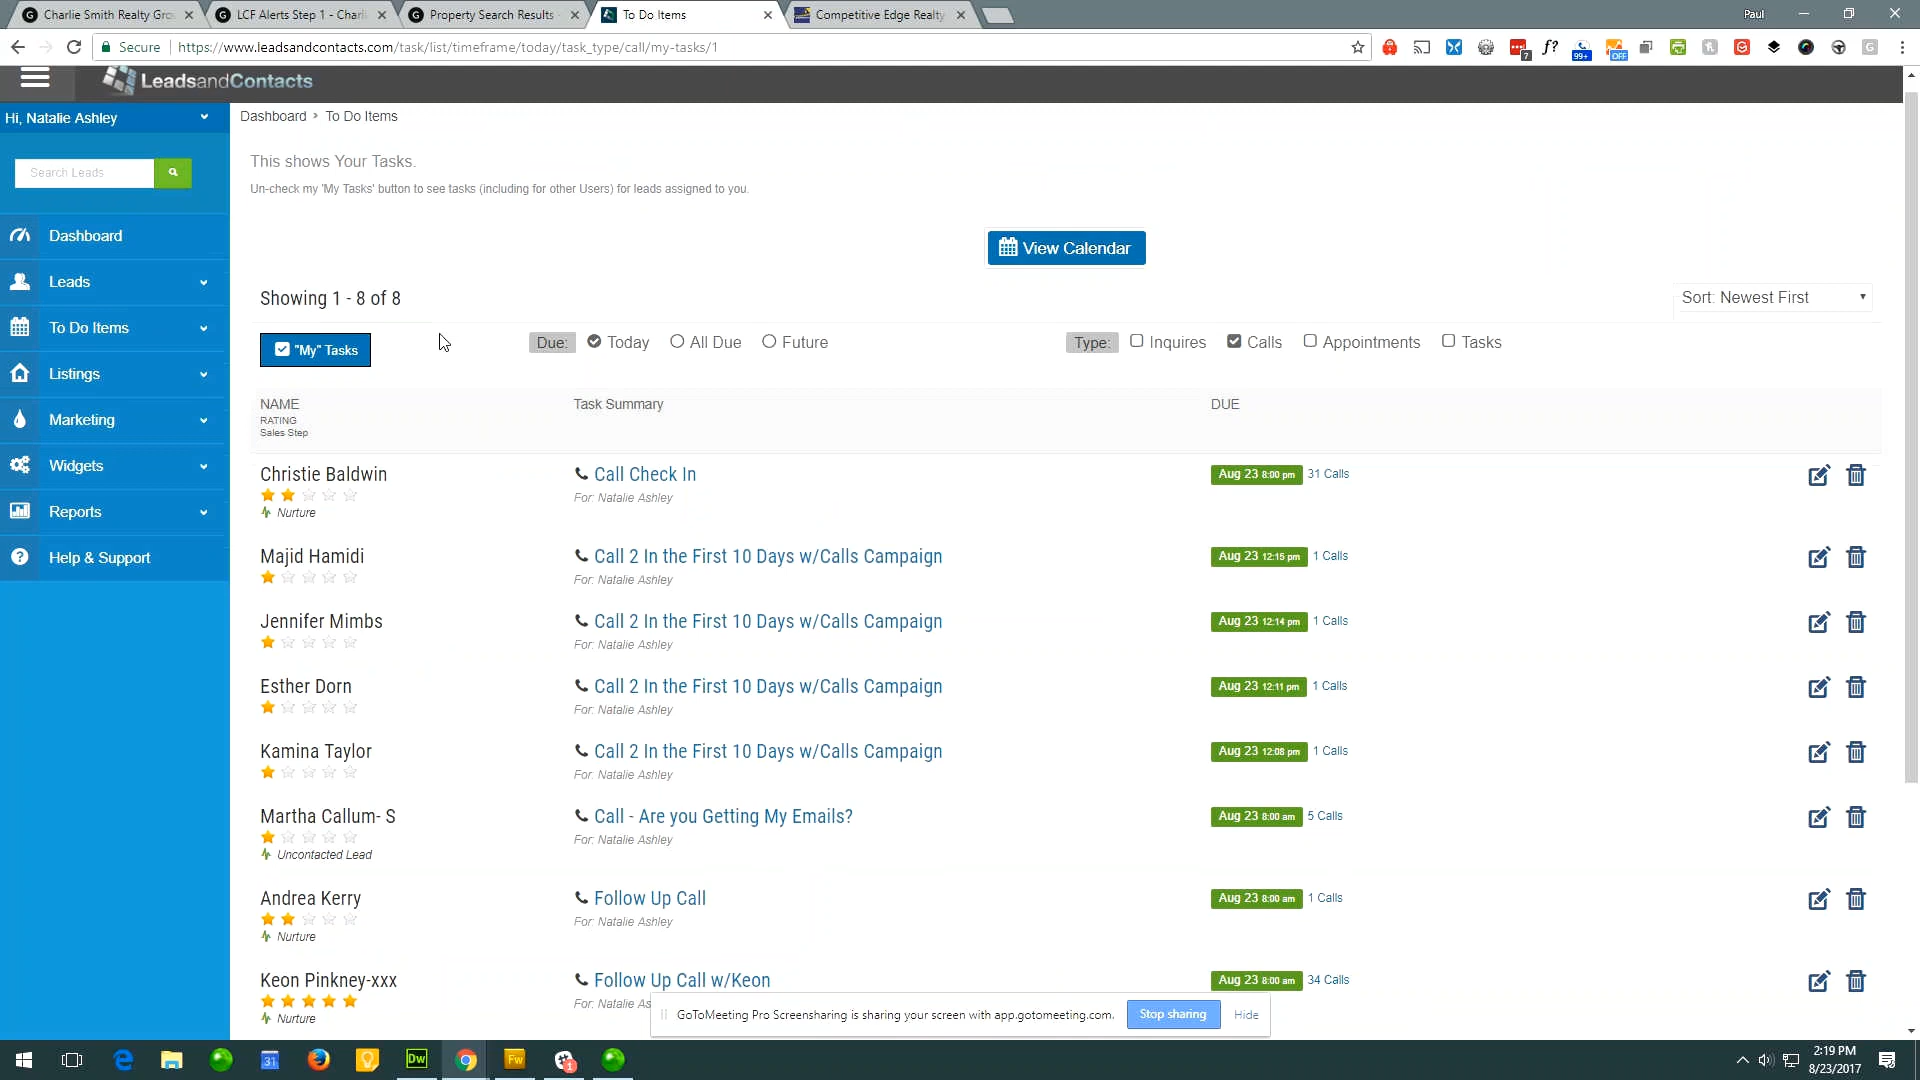 Charlie Smith Realty Gro
LCF Alerts Step 1 - Charli
Property Search Results
To Do Items
Competitive Edge Realty
Paul
Secure
https://www.leadsandcontacts.com/task/list/timeframe/today/task_type/call/my-tasks/1
LeadsandContacts
Hi, Natalie Ashley
Dashboard
To Do Items
Search Leads
This shows Your Tasks.
Un-check my 'My Tasks' button to see tasks (including for other Users) for leads assigned to you.
Dashboard
Leads
To Do Items
Listings
Marketing
Widgets
Reports
Help & Support
View Calendar
Showing 1 - 8 of 8
Sort: Newest First
"My" Tasks
Due: Today All Due Future
Type: Inquires Calls Appointments Tasks
NAME
RATING
Sales Step
Task Summary
DUE
Christie Baldwin
Nurture
Call Check In
For: Natalie Ashley
Aug 23 8:00 pm 31 Calls
Majid Hamidi
Call 2 In the First 10 Days w/Calls Campaign
For: Natalie Ashley
Aug 23 12:15 pm 1 Calls
Jennifer Mimbs
Call 2 In the First 10 Days w/Calls Campaign
For: Natalie Ashley
Aug 23 12:14 pm 1 Calls
Esther Dorn
Call 2 In the First 10 Days w/Calls Campaign
For: Natalie Ashley
Aug 23 12:11 pm 1 Calls
Kamina Taylor
Call 2 In the First 10 Days w/Calls Campaign
For: Natalie Ashley
Aug 23 12:08 pm 1 Calls
Martha Callum- S
Uncontacted Lead
Call - Are you Getting My Emails?
For: Natalie Ashley
Aug 23 8:00 am 5 Calls
Andrea Kerry
Nurture
Follow Up Call
For: Natalie Ashley
Aug 23 8:00 am 1 Calls
Keon Pinkney-xxx
Nurture
Follow Up Call w/Keon
For: Natalie As
Aug 23 8:00 am 34 Calls
GoToMeeting Pro Screensharing is sharing your screen with app.gotomeeting.com.
Stop sharing
Hide
2:19 PM
8/23/2017